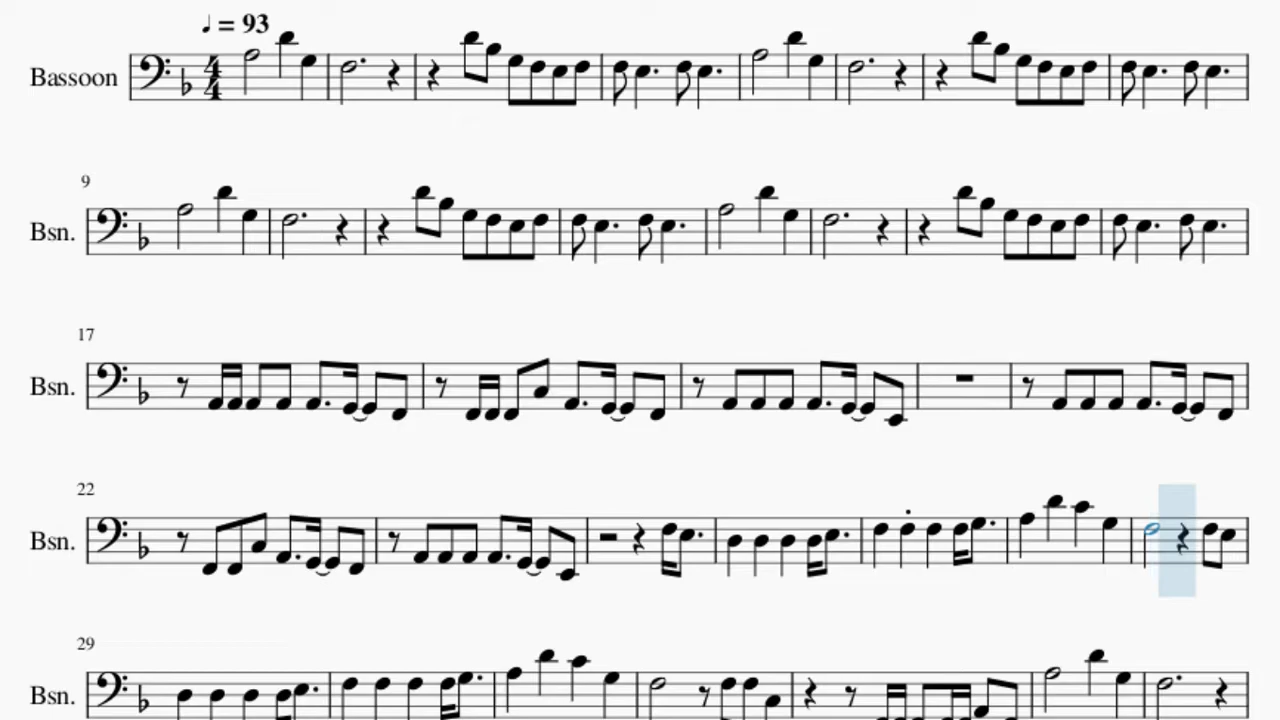 ♩ = 93
Bassoon
4
4
9
Bsn.
17
Bsn.
22
Bsn.
29
Bsn.